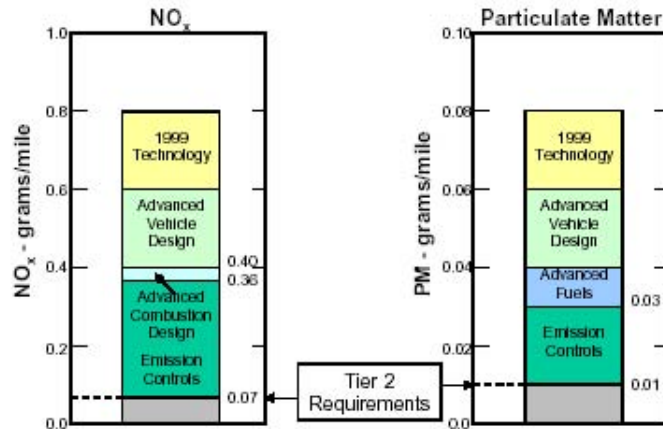 NOx
Particulate Matter
NOx - grams/mile
1.0
0.8
0.6
0.4
0.2
0.0
1999
Technology
Advanced
Vehicle
Design
0.40
0.36
Advanced
Combustion
Design
Emission
Controls
0.07
Tier 2
Requirements
PM - grams/mile
0.10
0.08
0.06
0.04
0.02
0.00
1999
Technology
Advanced
Vehicle
Design
Advanced
Fuels
0.03
Emission
Controls
0.01